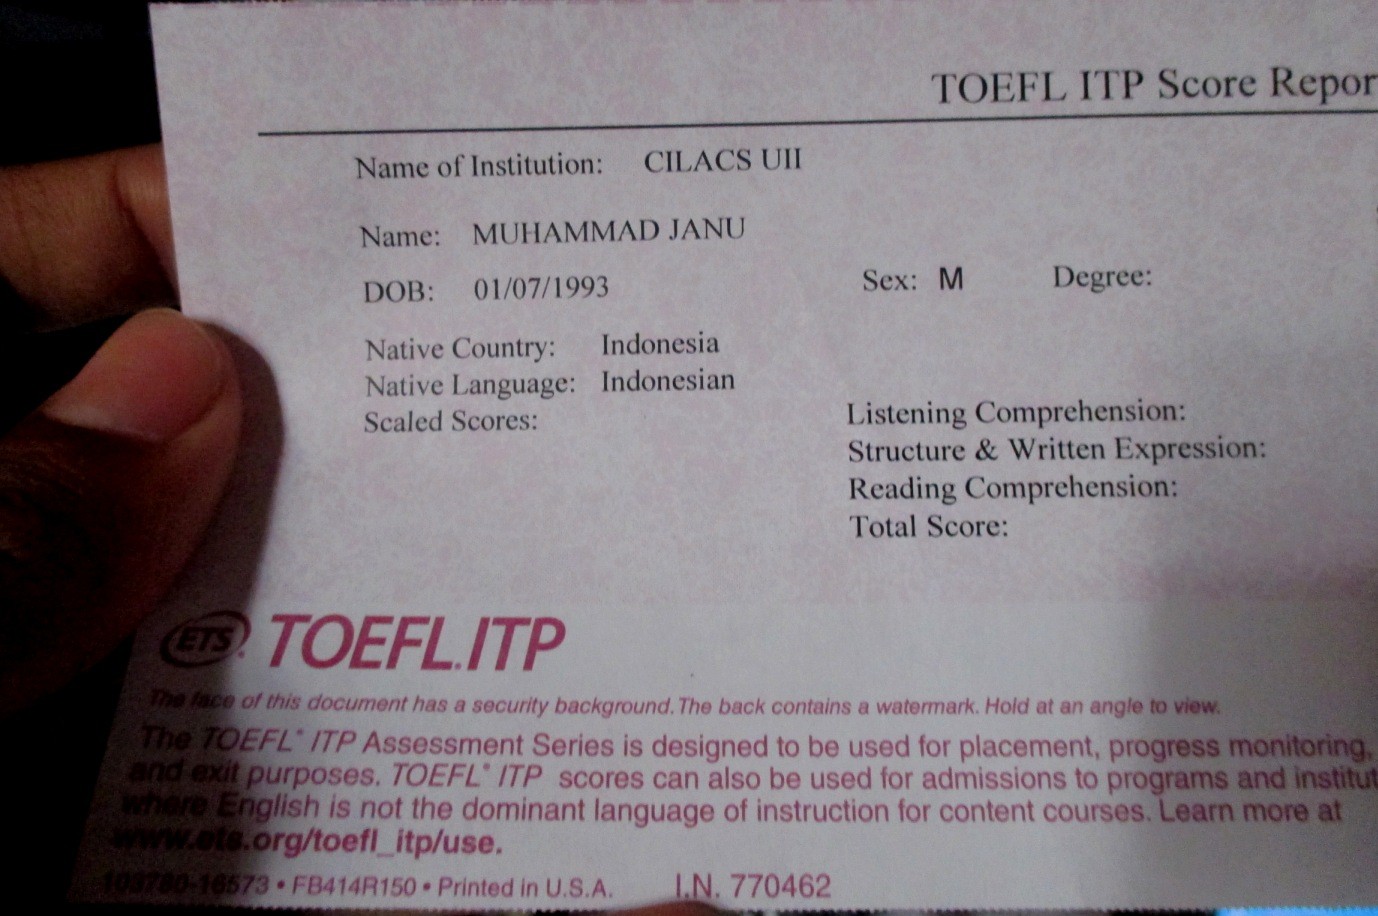 TOEFL ITP Score Repor
Name of Institution: CILACS UII
Name: MUHAMMAD JANU
DOB: 01/07/1993 Sex: M Degree:
Native Country: Indonesia
Native Language: Indonesian
Scaled Scores:
Listening Comprehension:
Structure & Written Expression:
Reading Comprehension:
Total Score:
ETS® TOEFL.ITP
The face of this document has a security background. The back contains a watermark. Hold at an angle to view.
The TOEFL® ITP Assessment Series is designed to be used for placement, progress monitoring,
and exit purposes. TOEFL® ITP scores can also be used for admissions to programs and institut
where English is not the dominant language of instruction for content courses. Learn more at
www.ets.org/toefl_itp/use.
• FB414R150 • Printed in U.S.A. I.N. 770462